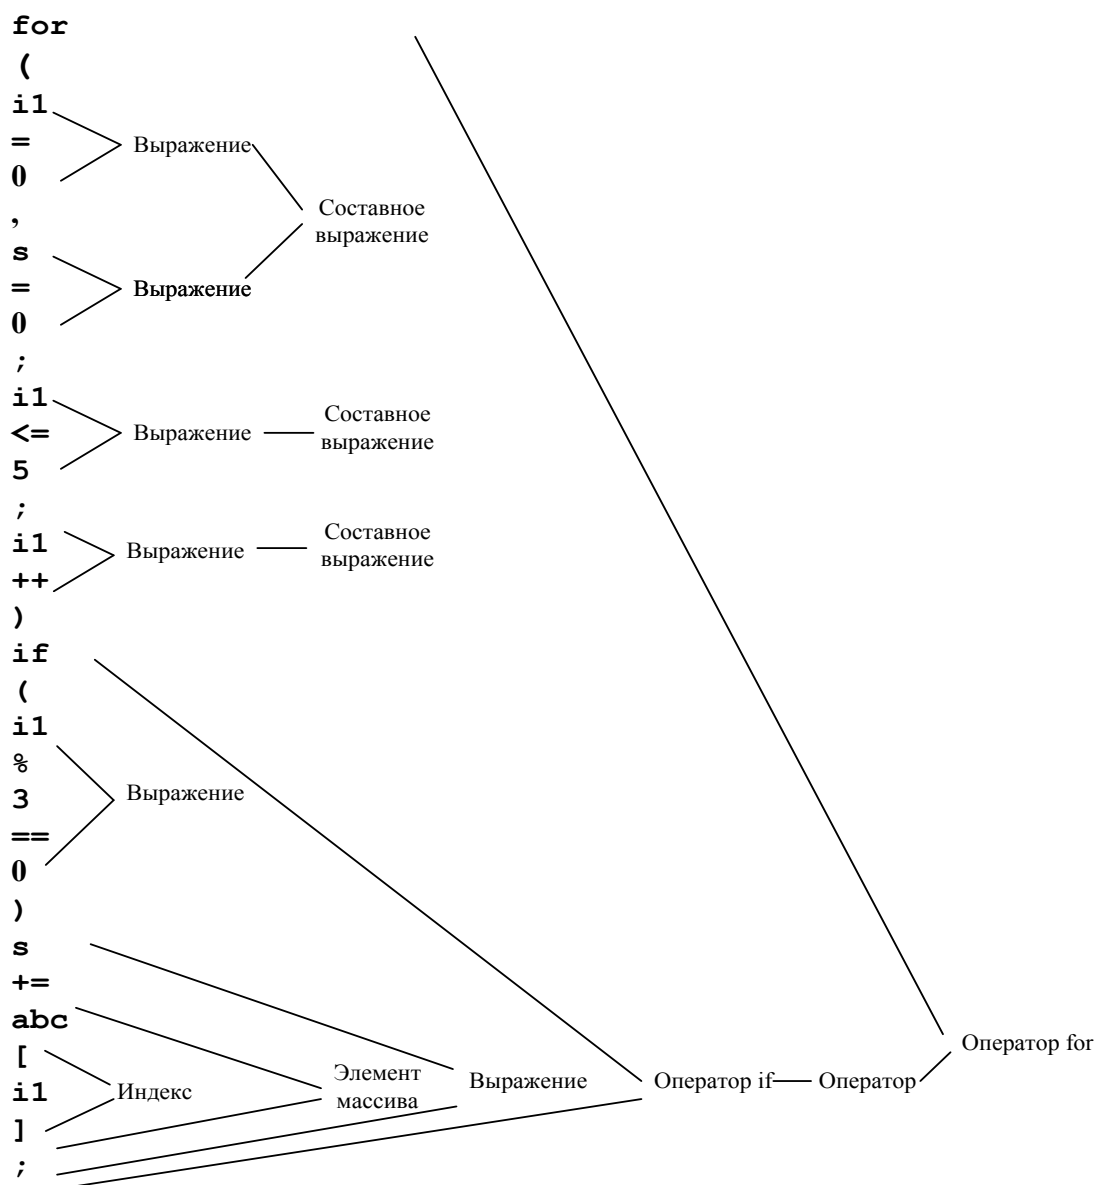 for
(
i1
=
Выражение
0
,
Составное
выражение
s
=
Выражение
0
;
i1
Составное
<=
Выражение
выражение
5
;
i1
Составное
Выражение
выражение
++
)
if
(
i1
%
3
Выражение
==
0
)
s
+=
abc
[
i1
Индекс
Элемент
массива
Выражение
Оператор if
Оператор
Оператор for
]
;